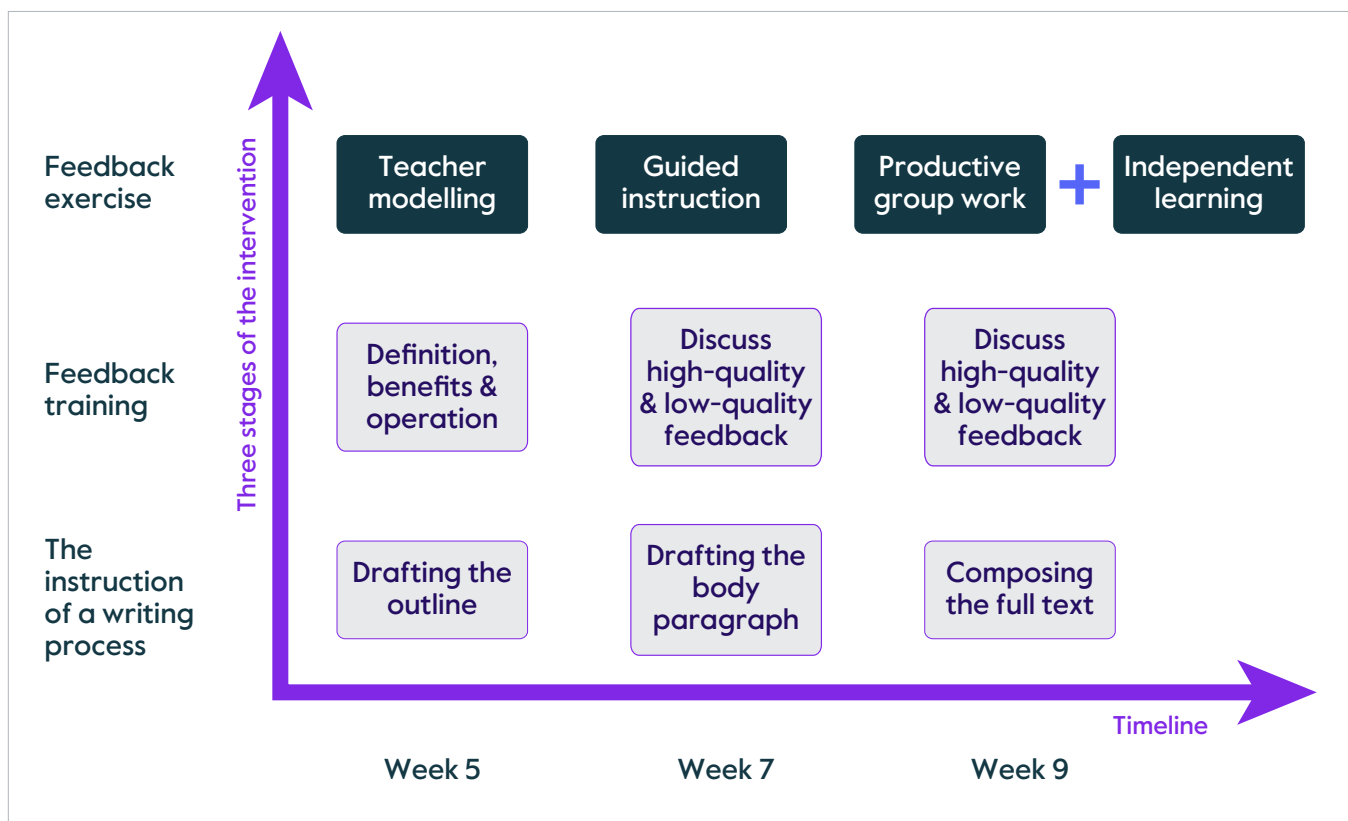 Three stages of the intervention
Feedback
exercise
Teacher
modelling
Guided
instruction
Productive
group work
+
Independent
learning
Feedback
training
Definition,
benefits &
operation
Discuss
high-quality
& low-quality
feedback
Discuss
high-quality
& low-quality
feedback
The
instruction
of a writing
process
Drafting the
outline
Drafting the
body
paragraph
Composing
the full text
Timeline
Week 5
Week 7
Week 9